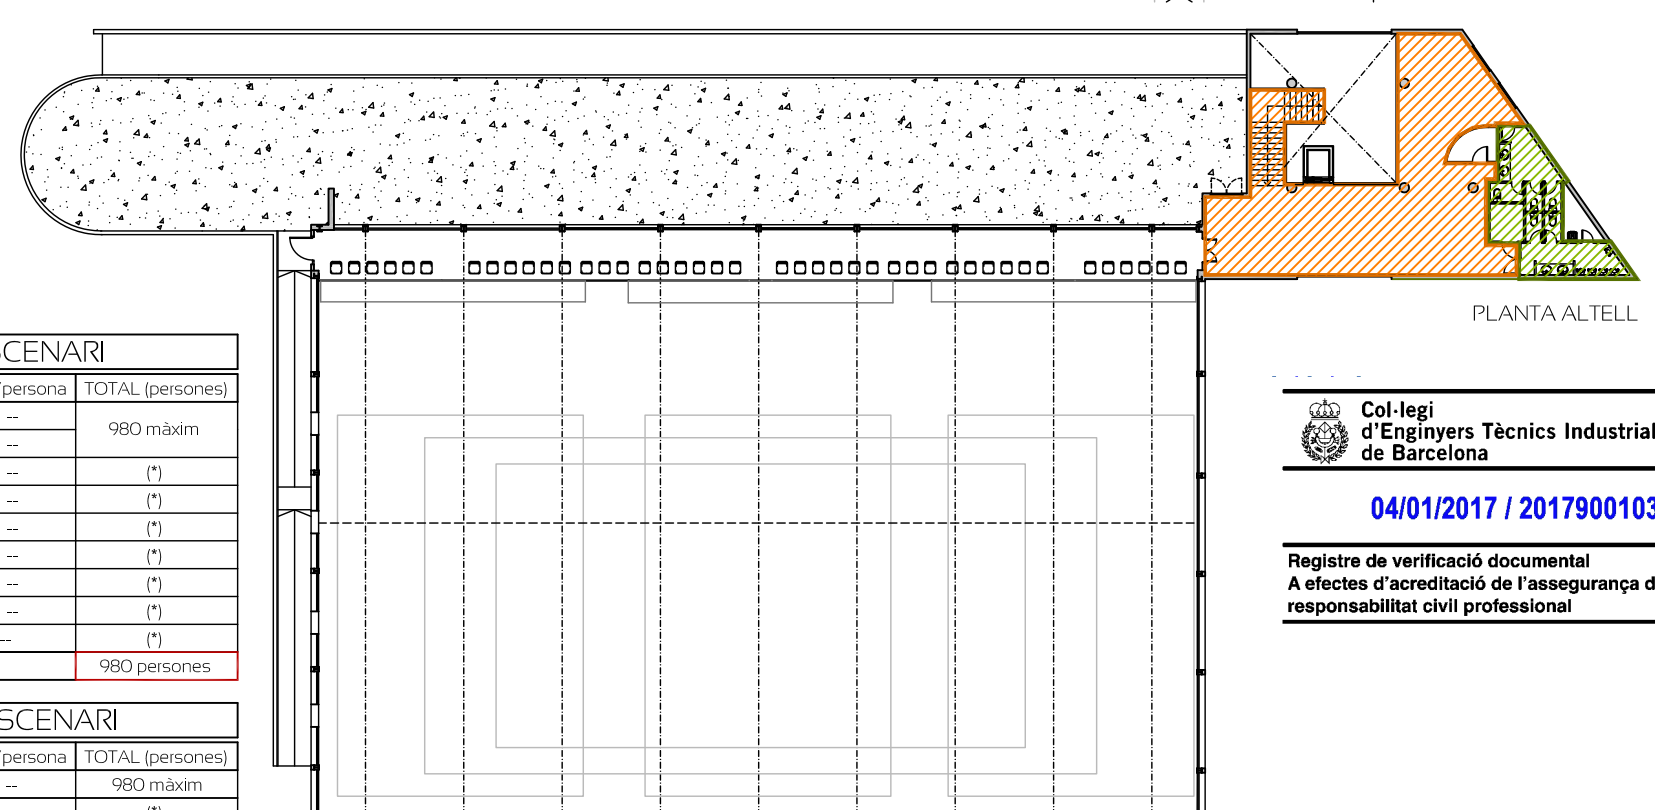 PLANTA ALTELL
SCENARI
/persona TOTAL (persones)
--
980 màxim
--
-- (*)
-- (*)
-- (*)
-- (*)
-- (*)
-- (*)
-- (*)
980 persones
SCENARI
/persona TOTAL (persones)
-- 980 màxim
(*)
Col·legi
d'Enginyers Tècnics Industrial
de Barcelona
04/01/2017 / 2017900103
Registre de verificació documental
A efectes d'acreditació de l'assegurança d
responsabilitat civil professional